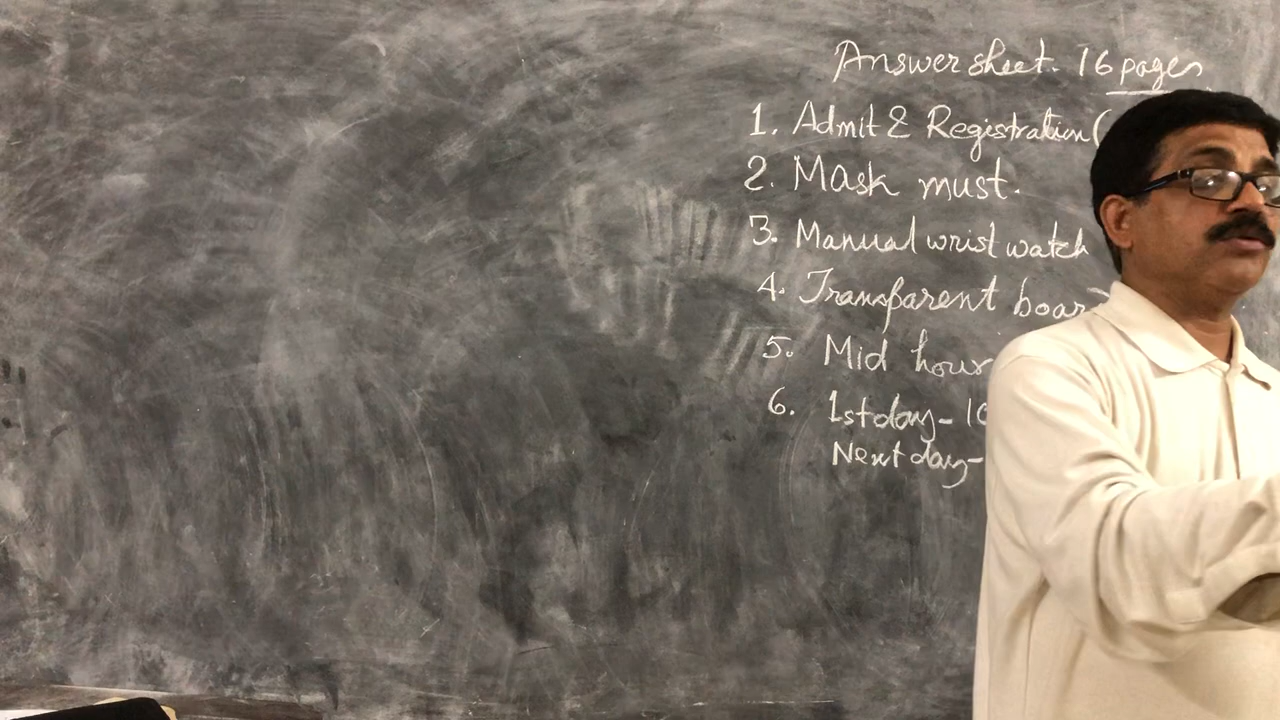 Answer sheet. 16 pages
1. Admit & Registration (
2. Mask must.
3. Manual wrist watch
4. Transparent boar
5. Mid hour
6. 1st day - 10
Next day -